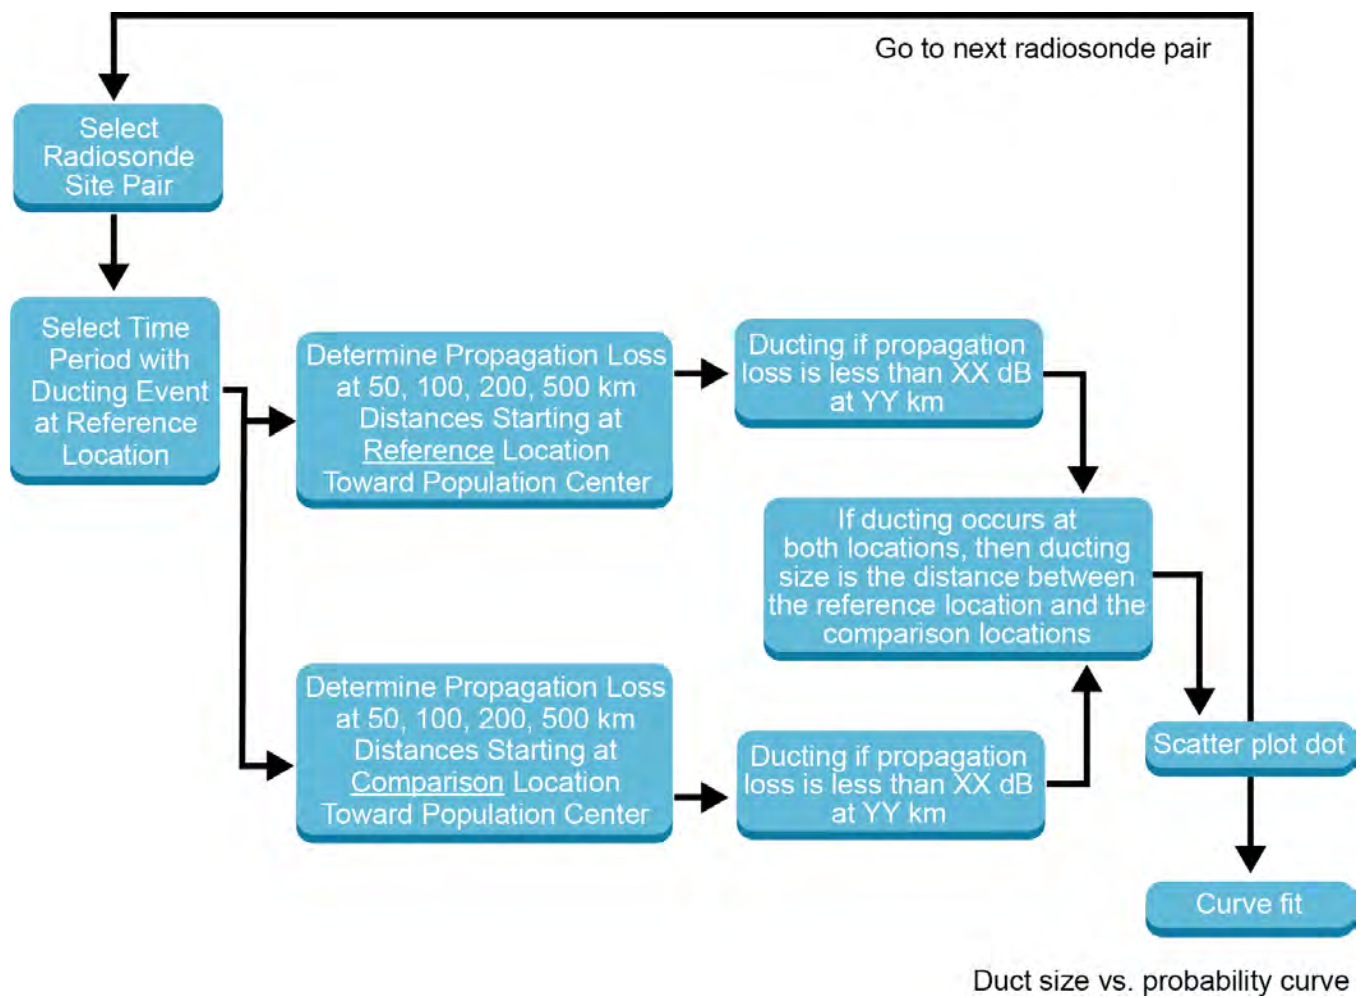 Go to next radiosonde pair
Select
Radiosonde
Site Pair
Select Time
Period with
Ducting Event
at Reference
Location
Determine Propagation Loss
at 50, 100, 200, 500 km
Distances Starting at
Reference Location
Toward Population Center
Ducting if propagation
loss is less than XX dB
at YY km
If ducting occurs at
both locations, then ducting
size is the distance between
the reference location and the
comparison locations
Determine Propagation Loss
at 50, 100, 200, 500 km
Distances Starting at
Comparison Location
Toward Population Center
Ducting if propagation
loss is less than XX dB
at YY km
Scatter plot dot
Curve fit
Duct size vs. probability curve